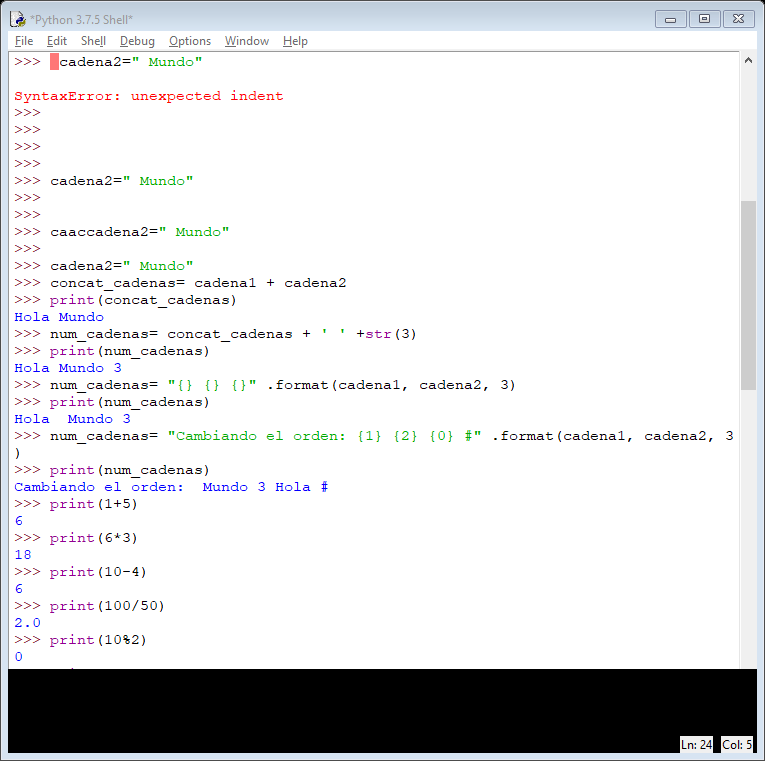 *Python 3.7.5 Shell*
File Edit Shell Debug Options Window Help
>>>  cadena2=" Mundo"
SyntaxError: unexpected indent
>>>
>>>
>>>
>>>
>>> cadena2=" Mundo"
>>>
>>>
>>> caaccadena2=" Mundo"
>>>
>>> cadena2=" Mundo"
>>> concat_cadenas= cadena1 + cadena2
>>> print(concat_cadenas)
Hola Mundo
>>> num_cadenas= concat_cadenas + ' ' +str(3)
>>> print(num_cadenas)
Hola Mundo 3
>>> num_cadenas= "{} {} {}" .format(cadena1, cadena2, 3)
>>> print(num_cadenas)
Hola  Mundo 3
>>> num_cadenas= "Cambiando el orden: {1} {2} {0} #" .format(cadena1, cadena2, 3
)
>>> print(num_cadenas)
Cambiando el orden:  Mundo 3 Hola #
>>> print(1+5)
6
>>> print(6*3)
18
>>> print(10-4)
6
>>> print(100/50)
2.0
>>> print(10%2)
0
Ln: 24 Col: 5